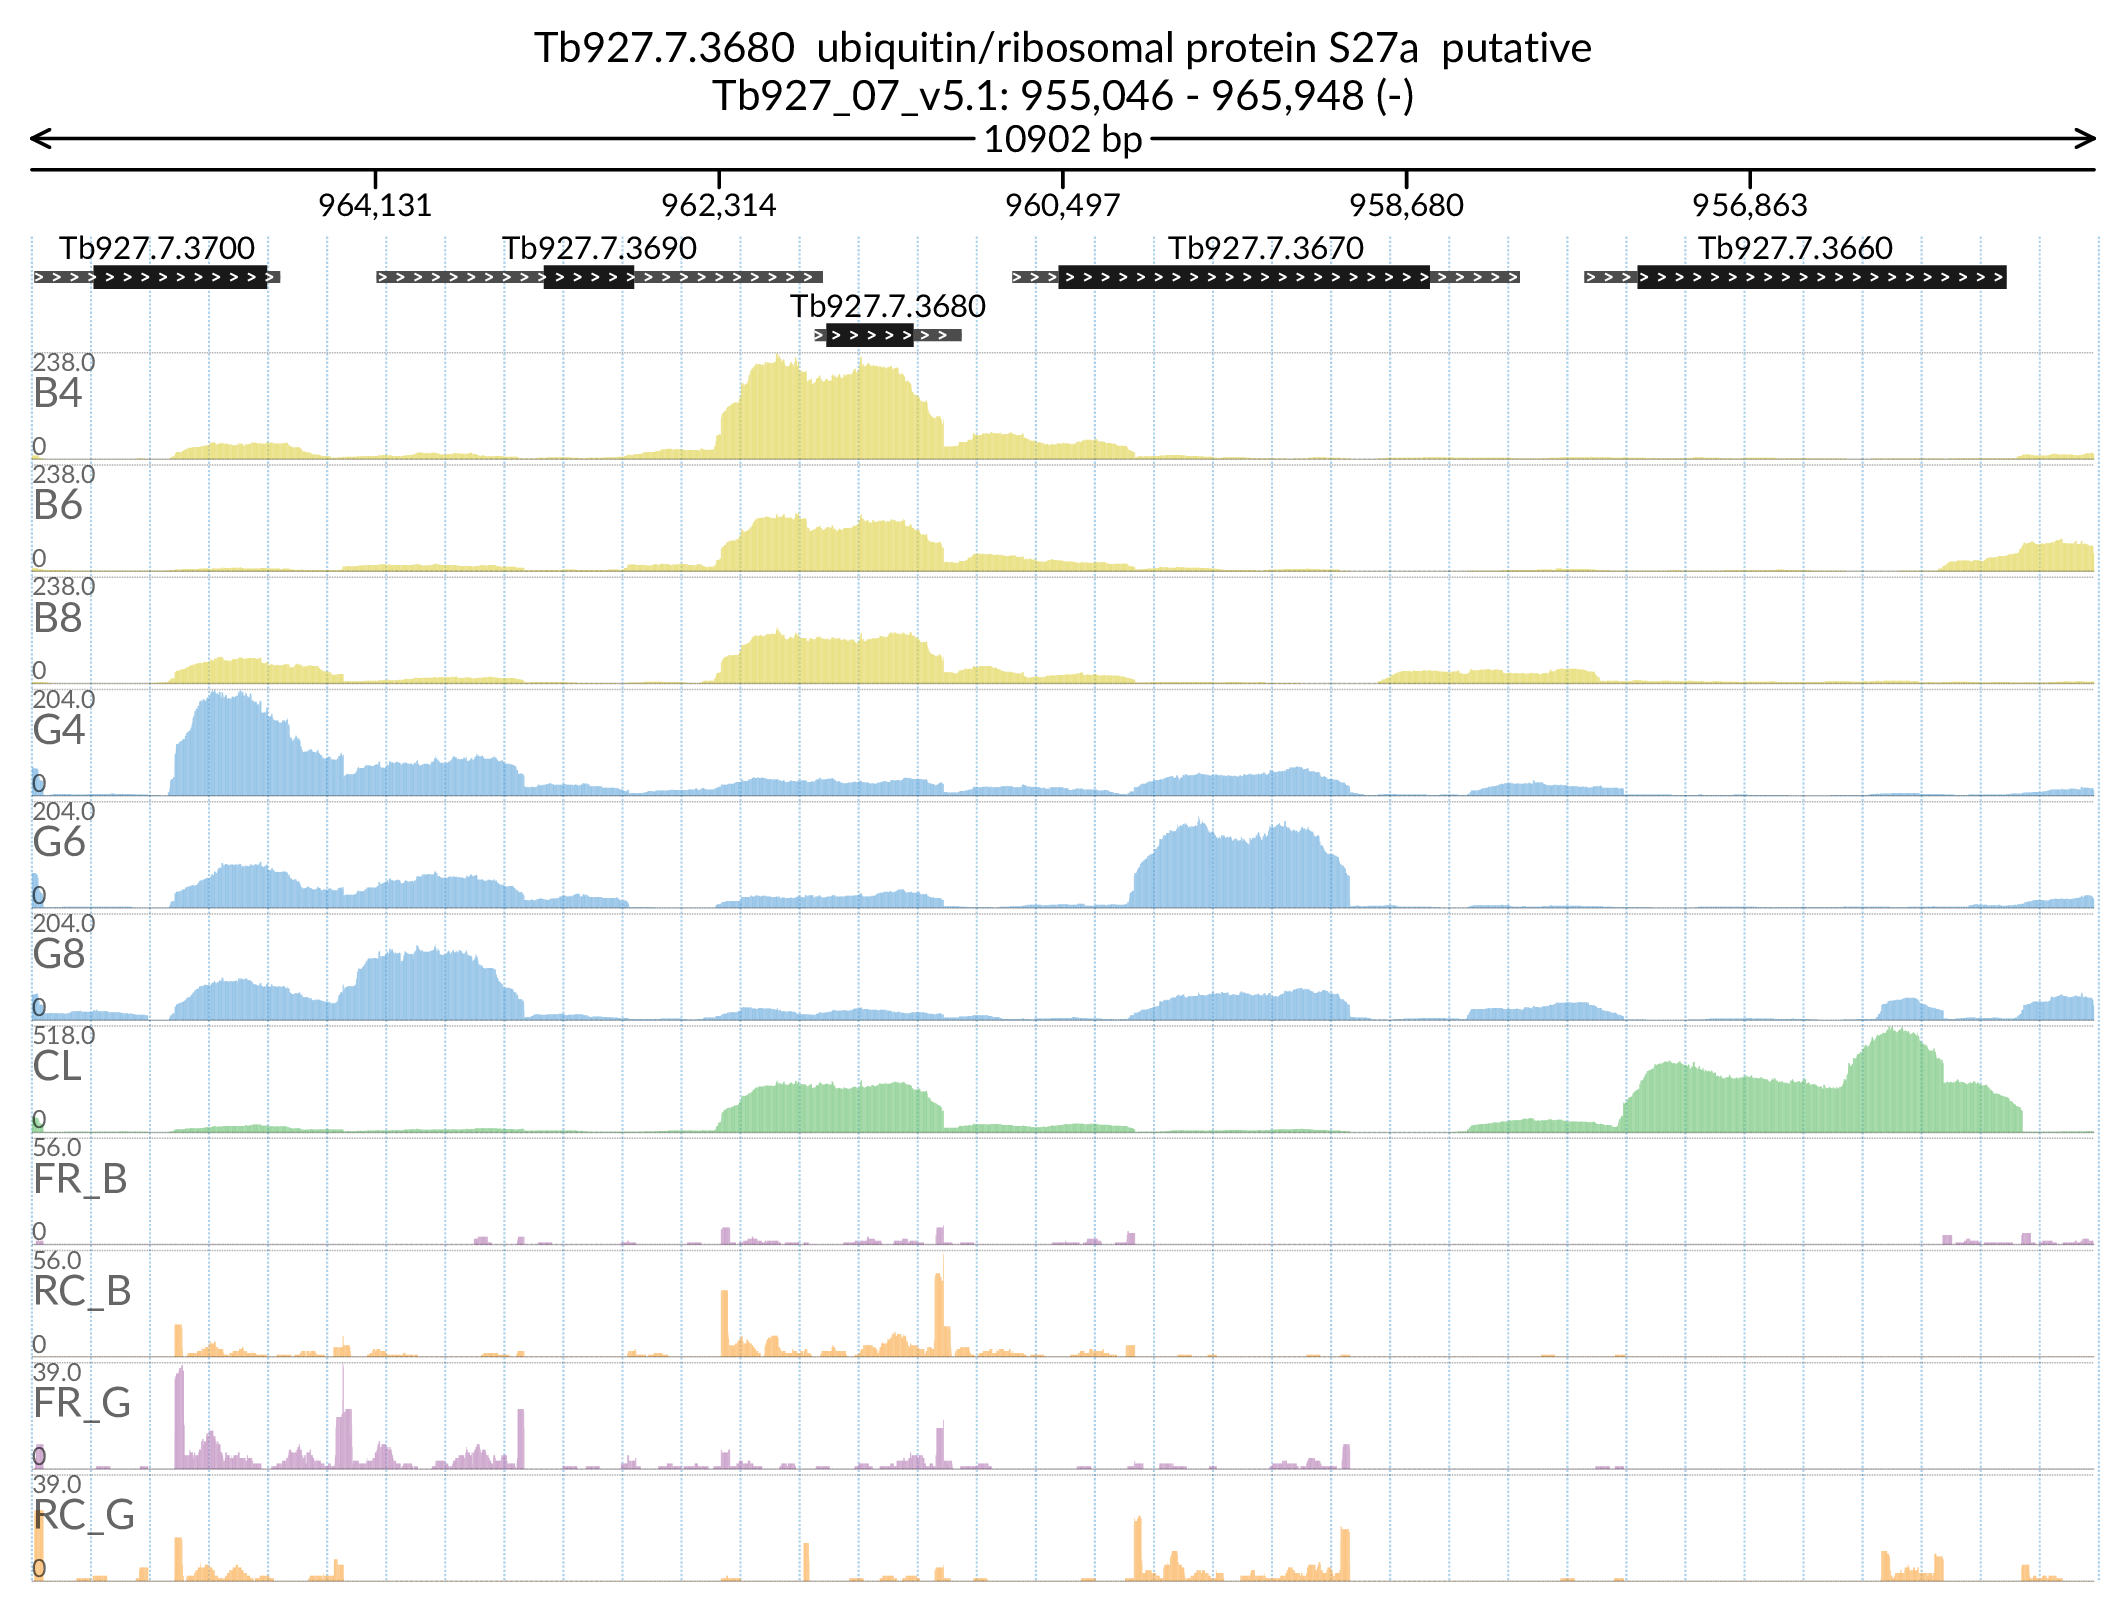 Tb927.7.3680  ubiquitin/ribosomal protein S27a  putative
Tb927_07_v5.1: 955,046 - 965,948 (-)
10902 bp
964,131 962,314 960,497 958,680 956,863
Tb927.7.3700 Tb927.7.3690 Tb927.7.3670 Tb927.7.3660
Tb927.7.3680
238.0
B4
0
238.0
B6
0
238.0
B8
0
204.0
G4
0
204.0
G6
0
204.0
G8
0
518.0
CL
0
56.0
FR_B
0
56.0
RC_B
0
39.0
FR_G
0
39.0
RC_G
0